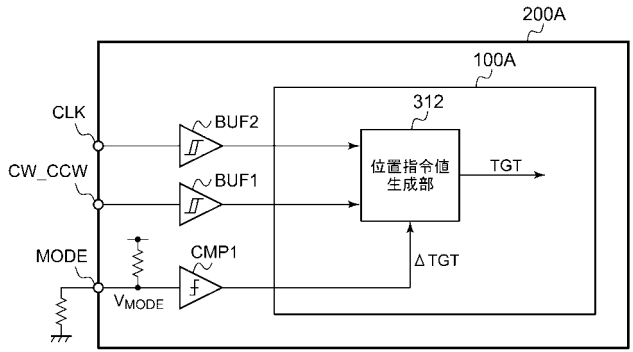 200A
100A
CLK
BUF2
312
CW_CCW
BUF1
位置指令値
生成部
TGT
MODE
CMP1
ΔTGT
VMODE